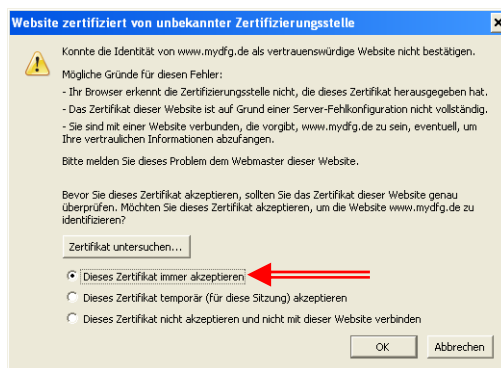 Website zertifiziert von unbekannter Zertifizierungsstelle
Konnte die Identität von www.mydfg.de als vertrauenswürdige Website nicht bestätigen.
Mögliche Gründe für diesen Fehler:
- Ihr Browser erkennt die Zertifizierungsstelle nicht, die dieses Zertifikat herausgegeben hat.
- Das Zertifikat dieser Website ist auf Grund einer Server-Fehlkonfiguration nicht vollständig.
- Sie sind mit einer Website verbunden, die vorgibt, www.mydfg.de zu sein, eventuell, um
Ihre vertraulichen Informationen abzufangen.
Bitte melden Sie dieses Problem dem Webmaster dieser Website.
Bevor Sie dieses Zertifikat akzeptieren, sollten Sie das Zertifikat dieser Website genau
überprüfen. Möchten Sie dieses Zertifikat akzeptieren, um die Website www.mydfg.de zu
identifizieren?
Zertifikat untersuchen...
Dieses Zertifikat immer akzeptieren
Dieses Zertifikat temporär (für diese Sitzung) akzeptieren
Dieses Zertifikat nicht akzeptieren und nicht mit dieser Website verbinden
OK Abbrechen